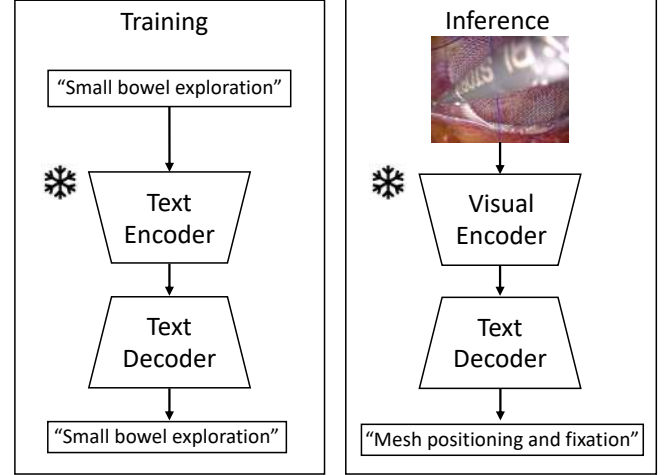 Training
“Small bowel exploration”
Text
Encoder
Text
Decoder
“Small bowel exploration”
Inference
Visual
Encoder
Text
Decoder
“Mesh positioning and fixation”